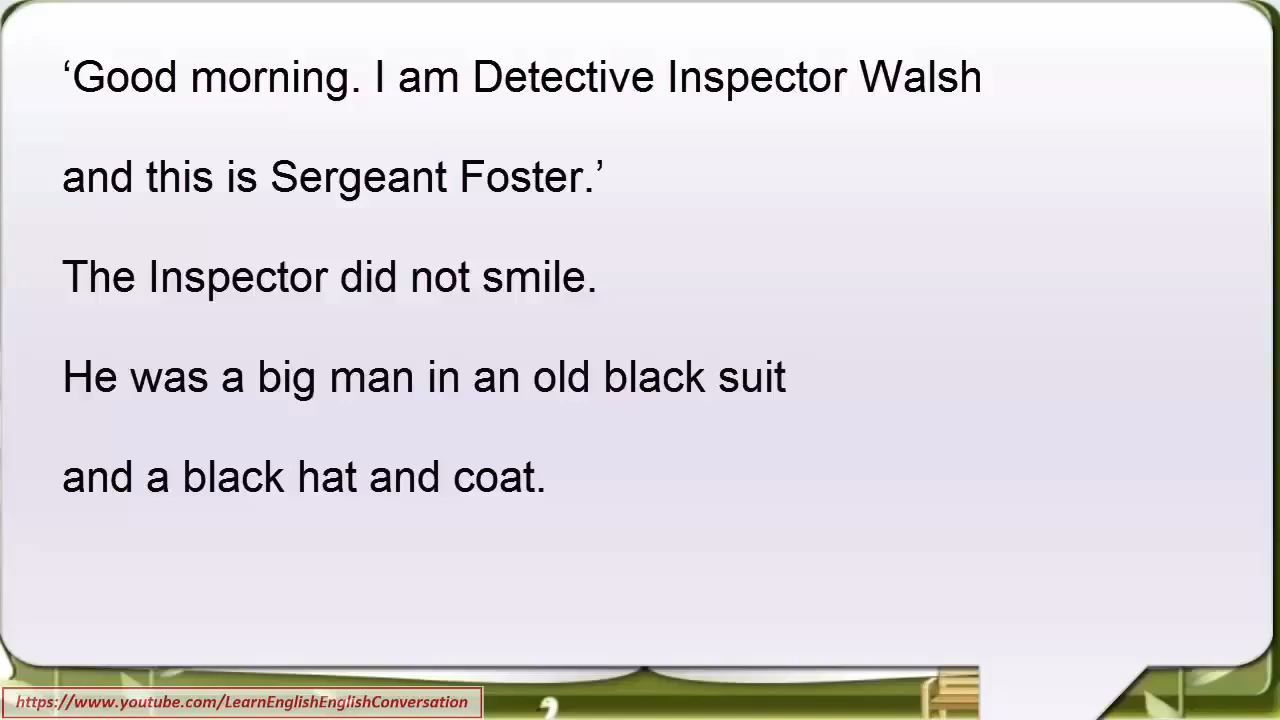 ‘Good morning. I am Detective Inspector Walsh
and this is Sergeant Foster.’
The Inspector did not smile.
He was a big man in an old black suit
and a black hat and coat.
https://www.youtube.com/LearnEnglishEnglishConversation